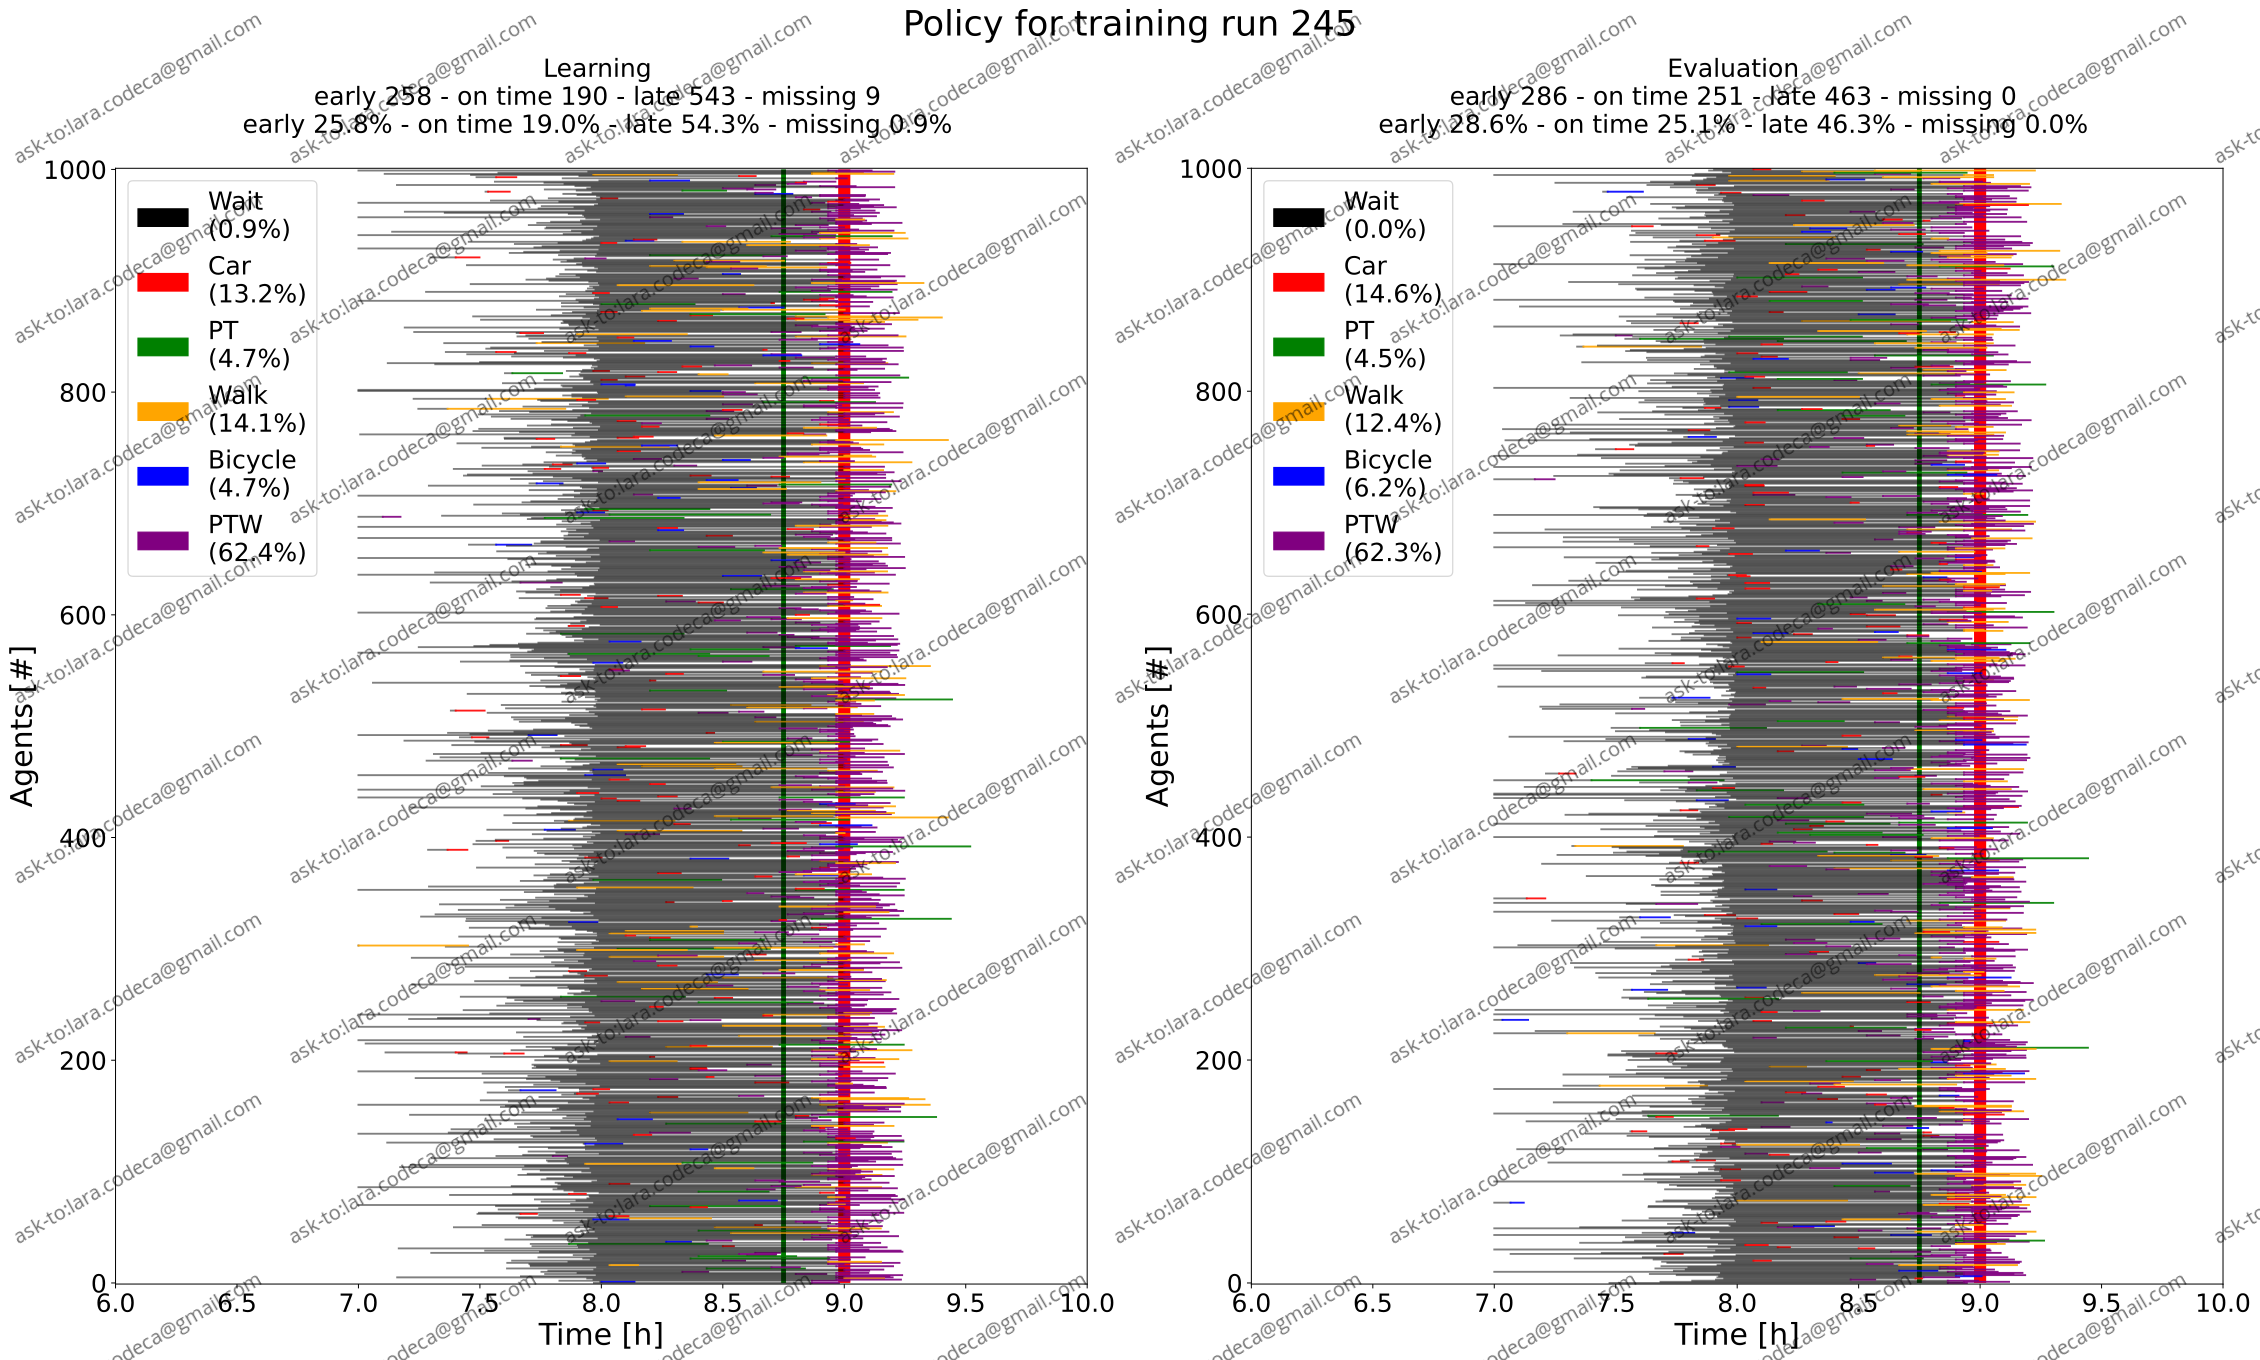 Policy for training run 245
Learning
early 258 - on time 190 - late 543 - missing 9
early 25.8% - on time 19.0% - late 54.3% - missing 0.9%
Agents [#]
1000
800
600
400
200
0
Wait
(0.9%)
Car
(13.2%)
PT
(4.7%)
Walk
(14.1%)
Bicycle
(4.7%)
PTW
(62.4%)
6.0 6.5 7.0 7.5 8.0 8.5 9.0 9.5 10.0
Time [h]
Evaluation
early 286 - on time 251 - late 463 - missing 0
early 28.6% - on time 25.1% - late 46.3% - missing 0.0%
Agents [#]
1000
800
600
400
200
0
Wait
(0.0%)
Car
(14.6%)
PT
(4.5%)
Walk
(12.4%)
Bicycle
(6.2%)
PTW
(62.3%)
6.0 6.5 7.0 7.5 8.0 8.5 9.0 9.5 10.0
Time [h]
ask-to:lara.codeca@gmail.com